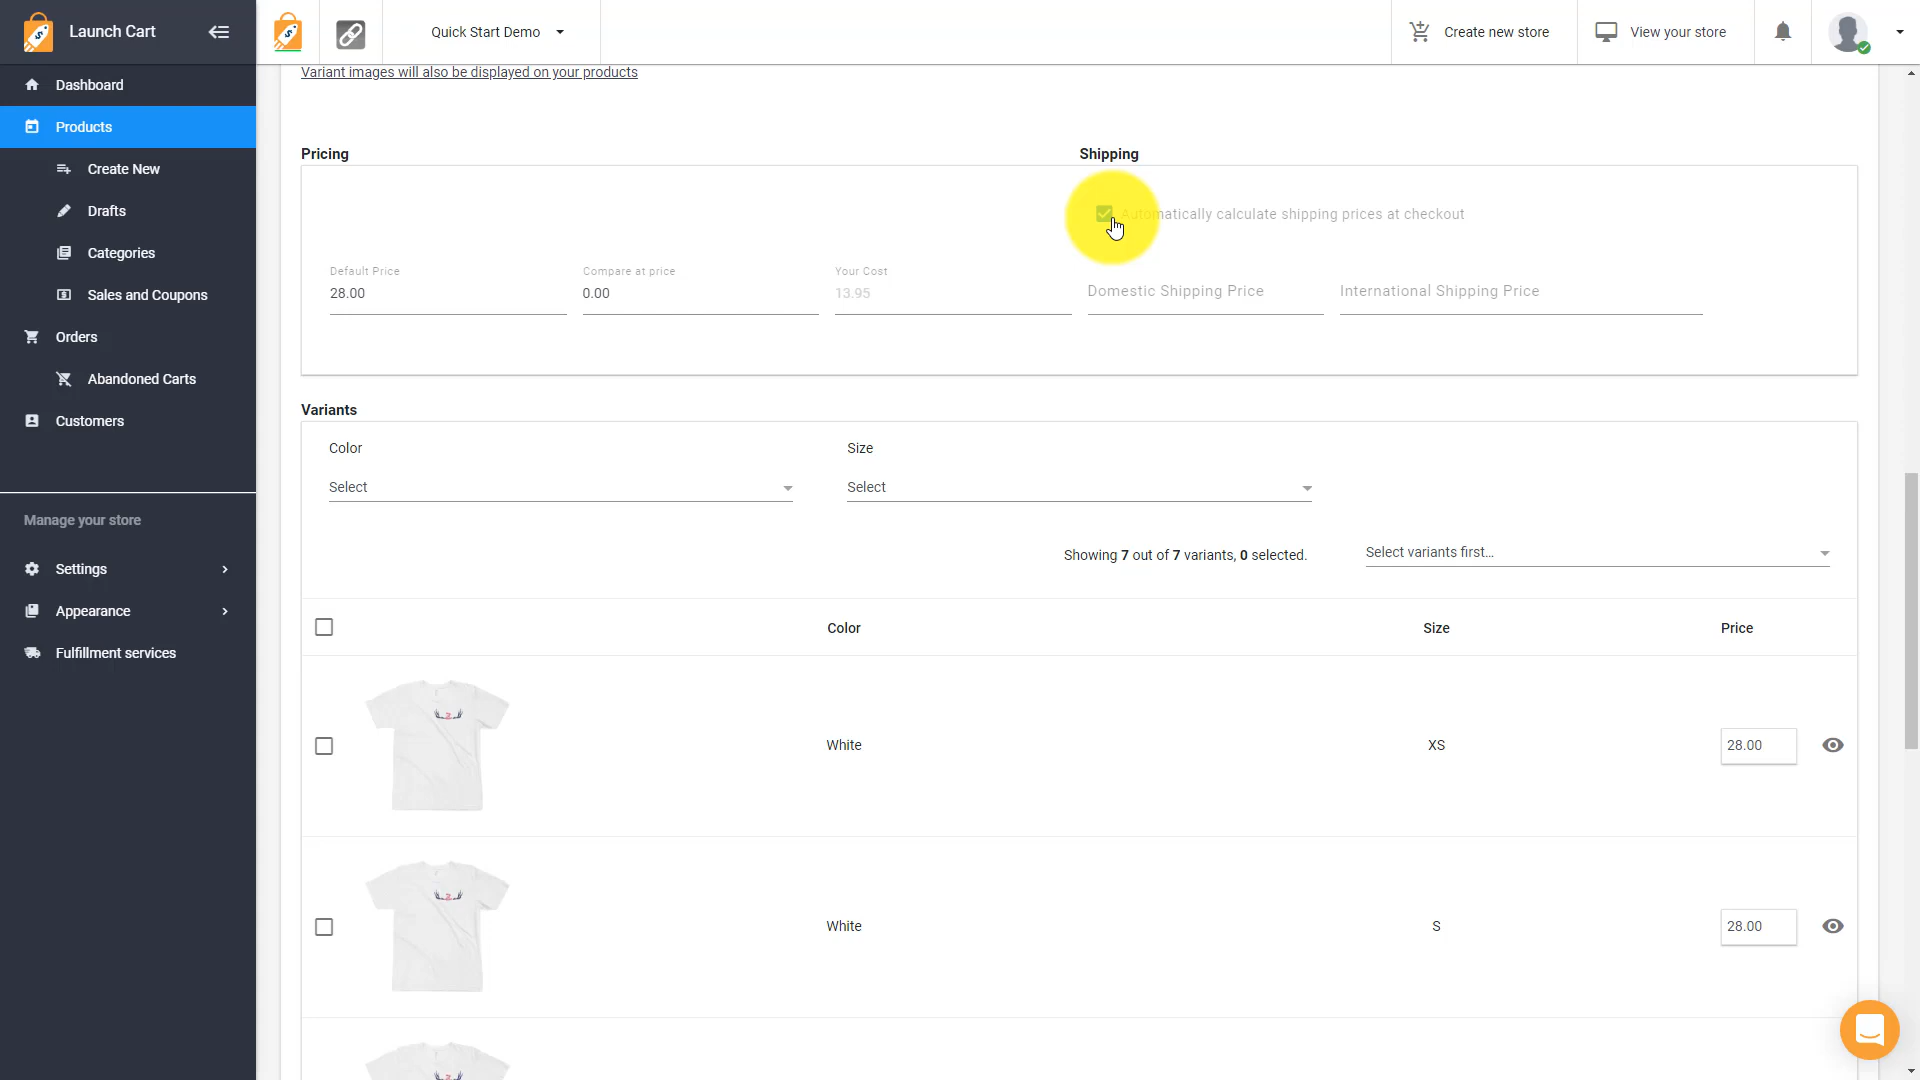 Launch Cart
Quick Start Demo
Create new store
View your store
Dashboard
Products
Create New
Drafts
Categories
Sales and Coupons
Orders
Abandoned Carts
Customers
Manage your store
Settings
Appearance
Fulfillment services
Variant images will also be displayed on your products
Pricing
Shipping
Automatically calculate shipping prices at checkout
Default Price
Compare at price
Your Cost
28.00
0.00
13.95
Domestic Shipping Price
International Shipping Price
Variants
Color
Size
Select
Select
Showing 7 out of 7 variants, 0 selected.
Select variants first...
Color
Size
Price
White
XS
28.00
White
S
28.00